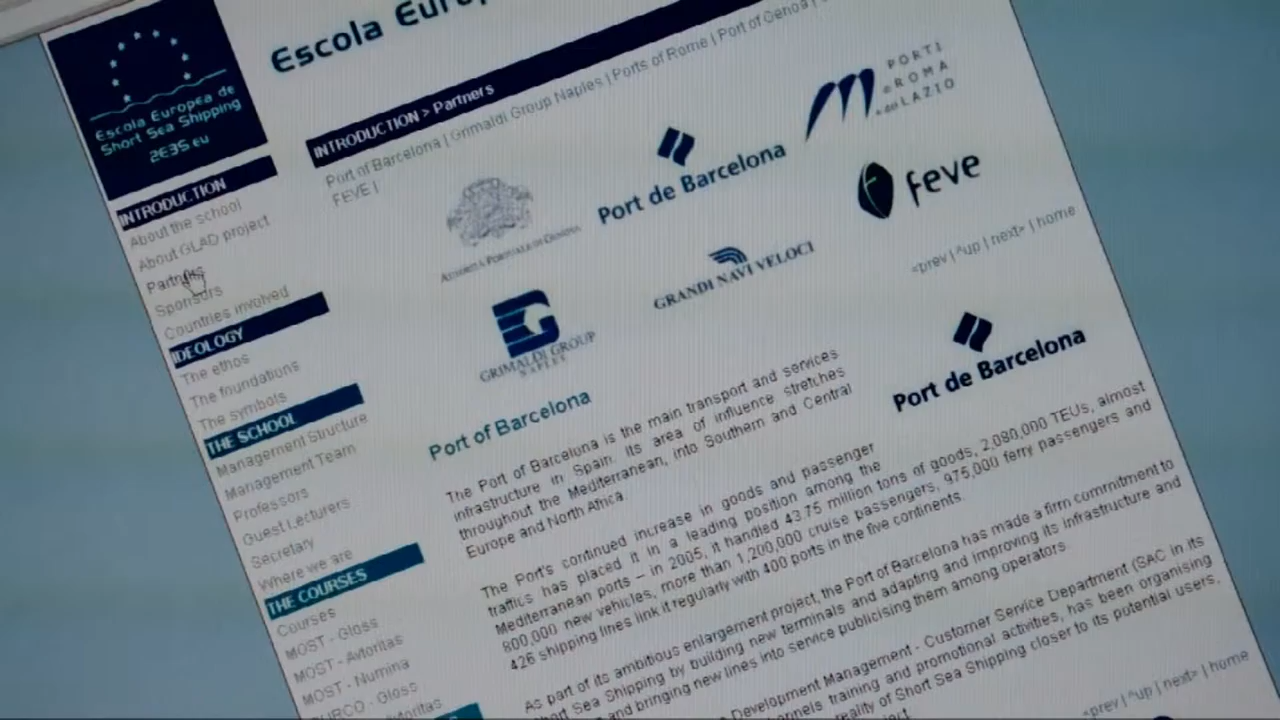 Escola
Escola Europea de
Short Sea Shipping
2E3S.eu
INTRODUCTION
About the school
About GLAD project
Partners
Sponsors
Countries involved
IDEOLOGY
The ethos
The foundations
The symbols
THE SCHOOL
Management Structure
Management Team
Professors
Guest Lecturers
Secretary
Where we are
THE COURSES
Courses
MOST - Gloss
MOST - Avtoritas
MOST - Numina
- Gloss
INTRODUCTION > Partners
Port of Barcelona | Grimaldi Group Naples | Ports of Rome | Port of Genoa |
FEVE |
AUTORITÀ PORTUALE DI GENOVA
Port de Barcelona
PORTI
di ROMA
e del LAZIO
GRIMALDI GROUP
NAPLES
GRANDI NAVI VELOCI
feve
<prev | ^up | next> | home
Port of Barcelona
Port de Barcelona
The Port of Barcelona is the main transport and services
infrastructure in Spain. Its area of influence stretches
throughout the Mediterranean, into Southern and Central
Europe and North Africa.
The Port's continued increase in goods and passenger
traffics has placed it in a leading position among the
Mediterranean ports – in 2005, it handled 43.75 million tons of goods, 2,080,000 TEUs, almost
800,000 new vehicles, more than 1,200,000 cruise passengers, 975,000 ferry passengers and
426 shipping lines link it regularly with 400 ports in the five continents.
As part of its ambitious enlargement project, the Port of Barcelona has made a firm commitment to
Short Sea Shipping by building new terminals and adapting and improving its infrastructure and
and bringing new lines into service publicising them among operators.
Development Management - Customer Service Department (SAC in its
training and promotional activities, has been organising
reality of Short Sea Shipping closer to its potential users,
<prev | ^up | next> | home